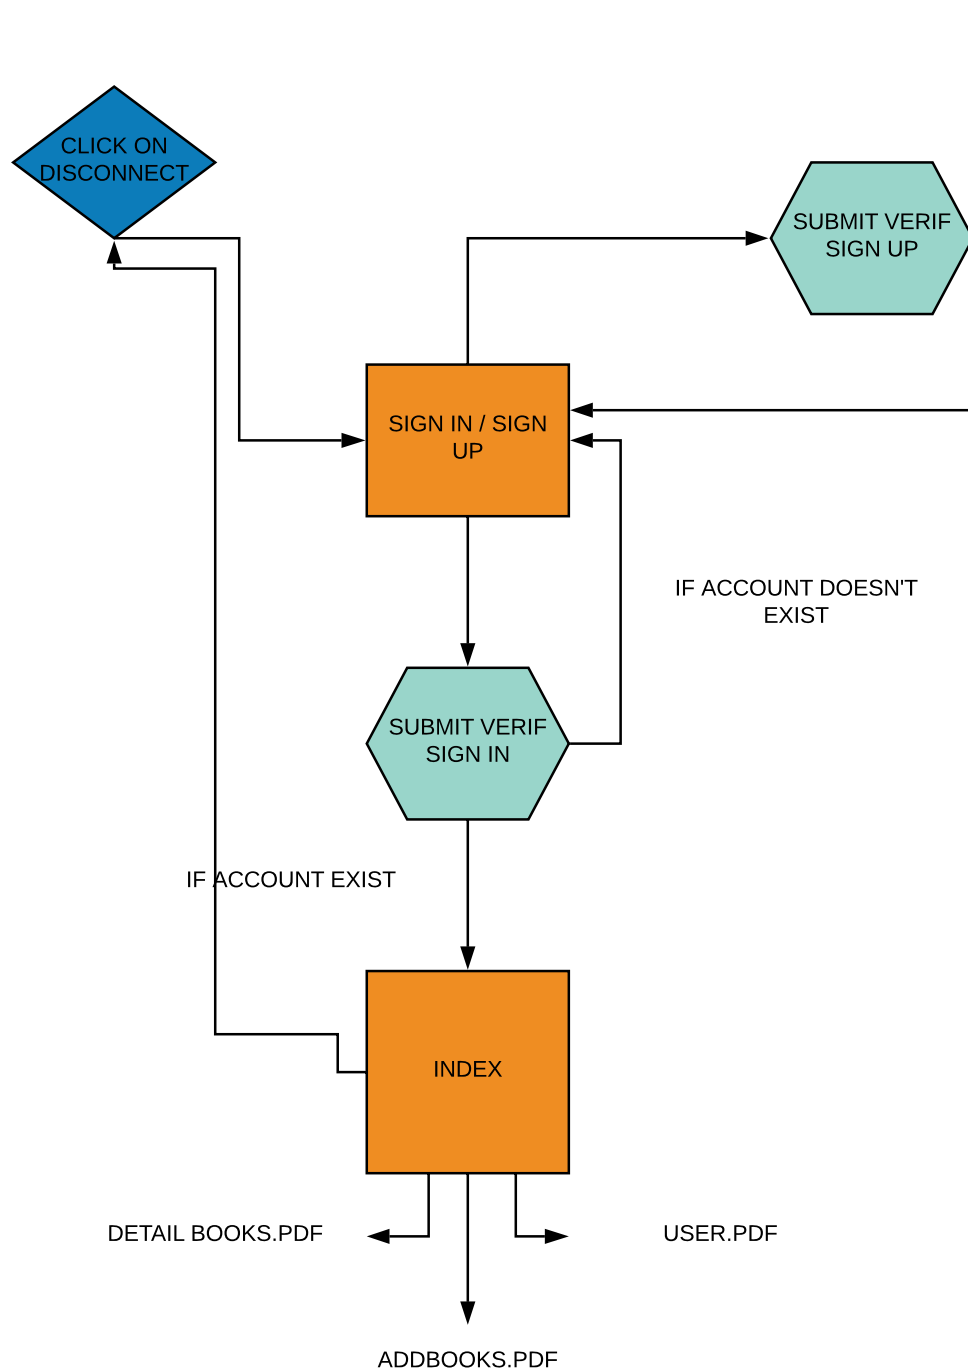 CLICK ON
DISCONNECT
SUBMIT VERIF
SIGN UP
SIGN IN / SIGN
UP
IF ACCOUNT DOESN'T
EXIST
SUBMIT VERIF
SIGN IN
IF ACCOUNT EXIST
INDEX
DETAIL BOOKS.PDF
USER.PDF
ADDBOOKS.PDF